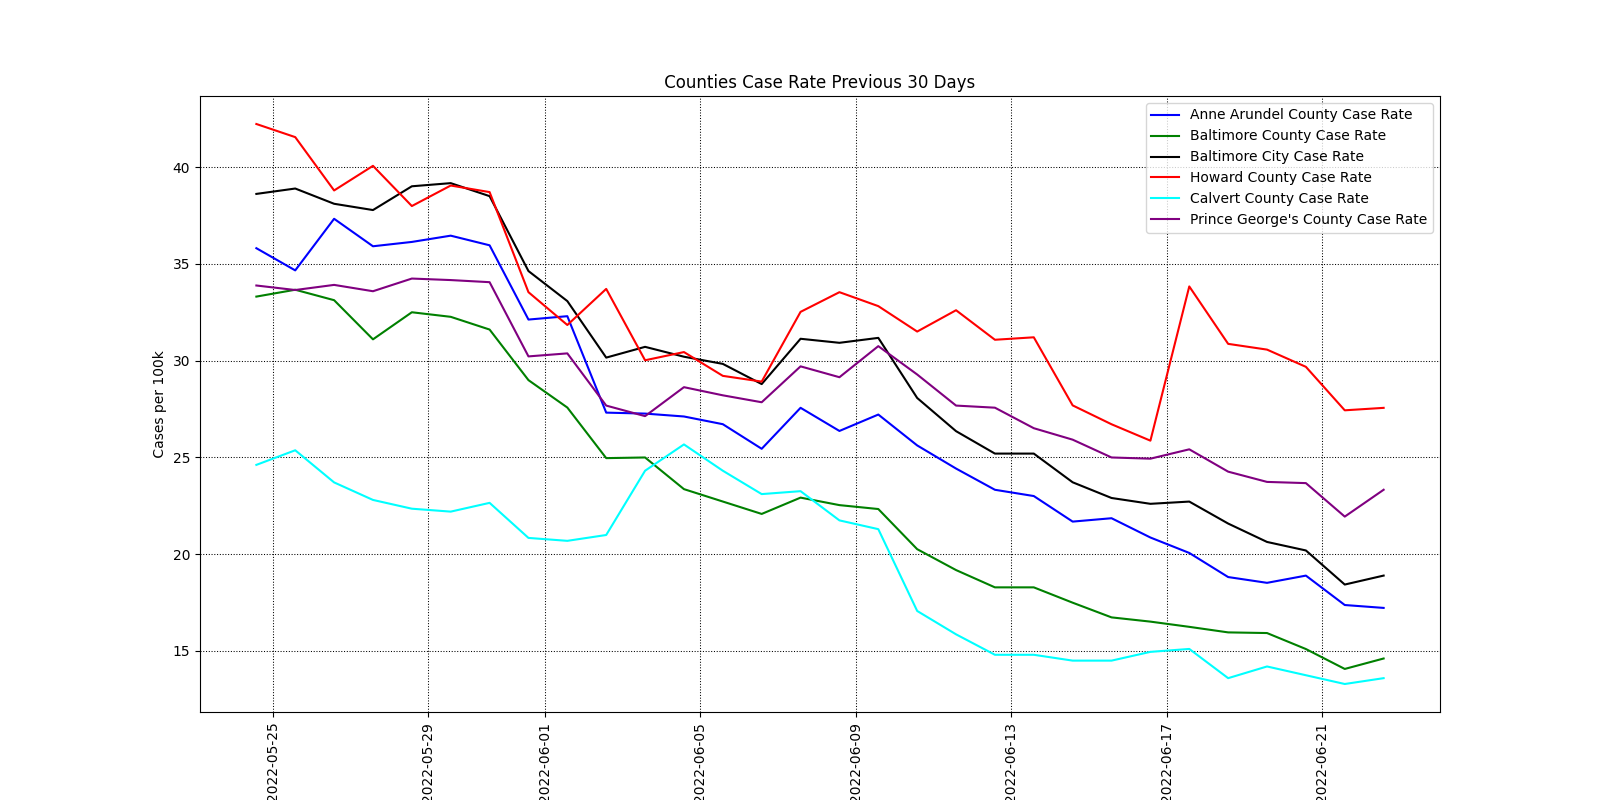 Counties Case Rate Previous 30 Days
Anne Arundel County Case Rate
Baltimore County Case Rate
Baltimore City Case Rate
Howard County Case Rate
Calvert County Case Rate
Prince George's County Case Rate
Cases per 100k
40
35
30
25
20
15
2022-05-25
2022-05-29
2022-06-01
2022-06-05
2022-06-09
2022-06-13
2022-06-17
2022-06-21